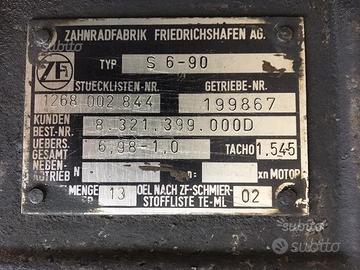 subito
ZAHNRADFABRIK FRIEDRICHSHAFEN AG.
ZF
TYP S 6-90
STUECKLISTEN-NR. GETRIEBE-NR.
1268 002 844 199867
KUNDEN
BEST.-NR. 8.321.399.000D
UEBERS.
GESAMT 6,98-1,0 TACHO 1,545
NEBEN-
ABTRIEB N n xn MOTOR
MENGE 13 OEL NACH ZF-SCHMIER-
STOFFLISTE TE-ML 02
subito